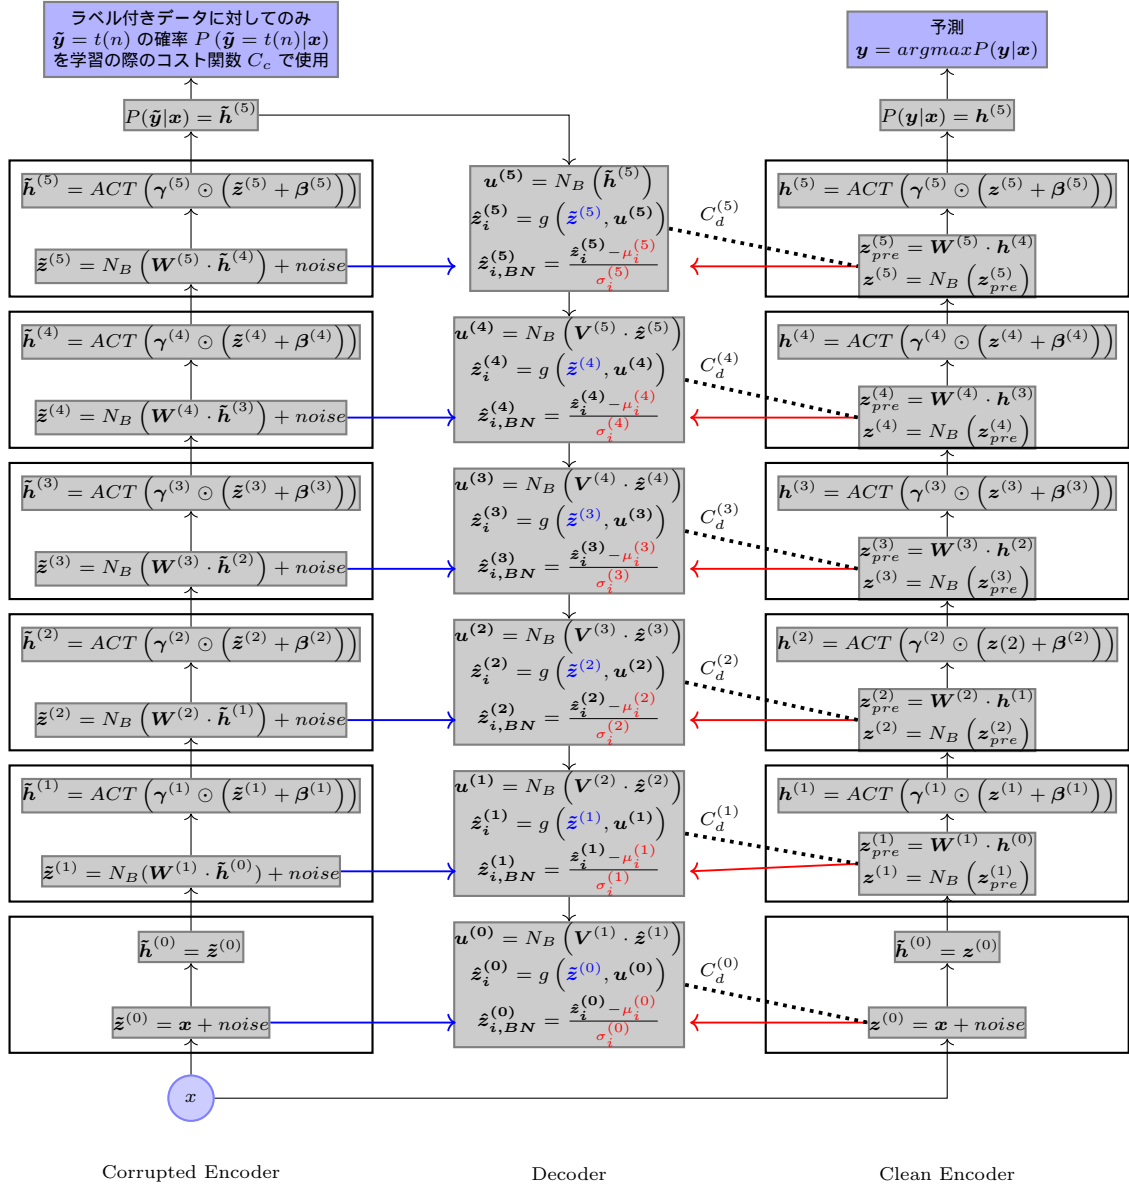 ラベル付きデータに対してのみ
ỹ = t(n) の確率 P (ỹ = t(n)|x)
を学習の際のコスト関数 C_c で使用
P(ỹ|x) = h̃^(5)
h̃^(5) = ACT (γ^(5) ⊙ (z̃^(5) + β^(5)))
z̃^(5) = N_B (W^(5) · h̃^(4)) + noise
h̃^(4) = ACT (γ^(4) ⊙ (z̃^(4) + β^(4)))
z̃^(4) = N_B (W^(4) · h̃^(3)) + noise
h̃^(3) = ACT (γ^(3) ⊙ (z̃^(3) + β^(3)))
z̃^(3) = N_B (W^(3) · h̃^(2)) + noise
h̃^(2) = ACT (γ^(2) ⊙ (z̃^(2) + β^(2)))
z̃^(2) = N_B (W^(2) · h̃^(1)) + noise
h̃^(1) = ACT (γ^(1) ⊙ (z̃^(1) + β^(1)))
z̃^(1) = N_B(W^(1) · h̃^(0)) + noise
h̃^(0) = z̃^(0)
z̃^(0) = x + noise
x
Corrupted Encoder
u^(5) = N_B (h̃^(5))
ẑ_i^(5) = g (z̃^(5), u^(5))
ẑ_{i,BN}^(5) = (ẑ_i^(5) − μ_i^(5)) / σ_i^(5)
u^(4) = N_B (V^(5) · ẑ^(5))
ẑ_i^(4) = g (z̃^(4), u^(4))
ẑ_{i,BN}^(4) = (ẑ_i^(4) − μ_i^(4)) / σ_i^(4)
u^(3) = N_B (V^(4) · ẑ^(4))
ẑ_i^(3) = g (z̃^(3), u^(3))
ẑ_{i,BN}^(3) = (ẑ_i^(3) − μ_i^(3)) / σ_i^(3)
u^(2) = N_B (V^(3) · ẑ^(3))
ẑ_i^(2) = g (z̃^(2), u^(2))
ẑ_{i,BN}^(2) = (ẑ_i^(2) − μ_i^(2)) / σ_i^(2)
u^(1) = N_B (V^(2) · ẑ^(2))
ẑ_i^(1) = g (z̃^(1), u^(1))
ẑ_{i,BN}^(1) = (ẑ_i^(1) − μ_i^(1)) / σ_i^(1)
u^(0) = N_B (V^(1) · ẑ^(1))
ẑ_i^(0) = g (z̃^(0), u^(0))
ẑ_{i,BN}^(0) = (ẑ_i^(0) − μ_i^(0)) / σ_i^(0)
Decoder
C_d^(5)
C_d^(4)
C_d^(3)
C_d^(2)
C_d^(1)
C_d^(0)
予測
y = argmaxP(y|x)
P(y|x) = h^(5)
h^(5) = ACT (γ^(5) ⊙ (z^(5) + β^(5)))
z_pre^(5) = W^(5) · h^(4)
z^(5) = N_B (z_pre^(5))
h^(4) = ACT (γ^(4) ⊙ (z^(4) + β^(4)))
z_pre^(4) = W^(4) · h^(3)
z^(4) = N_B (z_pre^(4))
h^(3) = ACT (γ^(3) ⊙ (z^(3) + β^(3)))
z_pre^(3) = W^(3) · h^(2)
z^(3) = N_B (z_pre^(3))
h^(2) = ACT (γ^(2) ⊙ (z(2) + β^(2)))
z_pre^(2) = W^(2) · h^(1)
z^(2) = N_B (z_pre^(2))
h^(1) = ACT (γ^(1) ⊙ (z^(1) + β^(1)))
z_pre^(1) = W^(1) · h^(0)
z^(1) = N_B (z_pre^(1))
h̃^(0) = z^(0)
z^(0) = x + noise
Clean Encoder